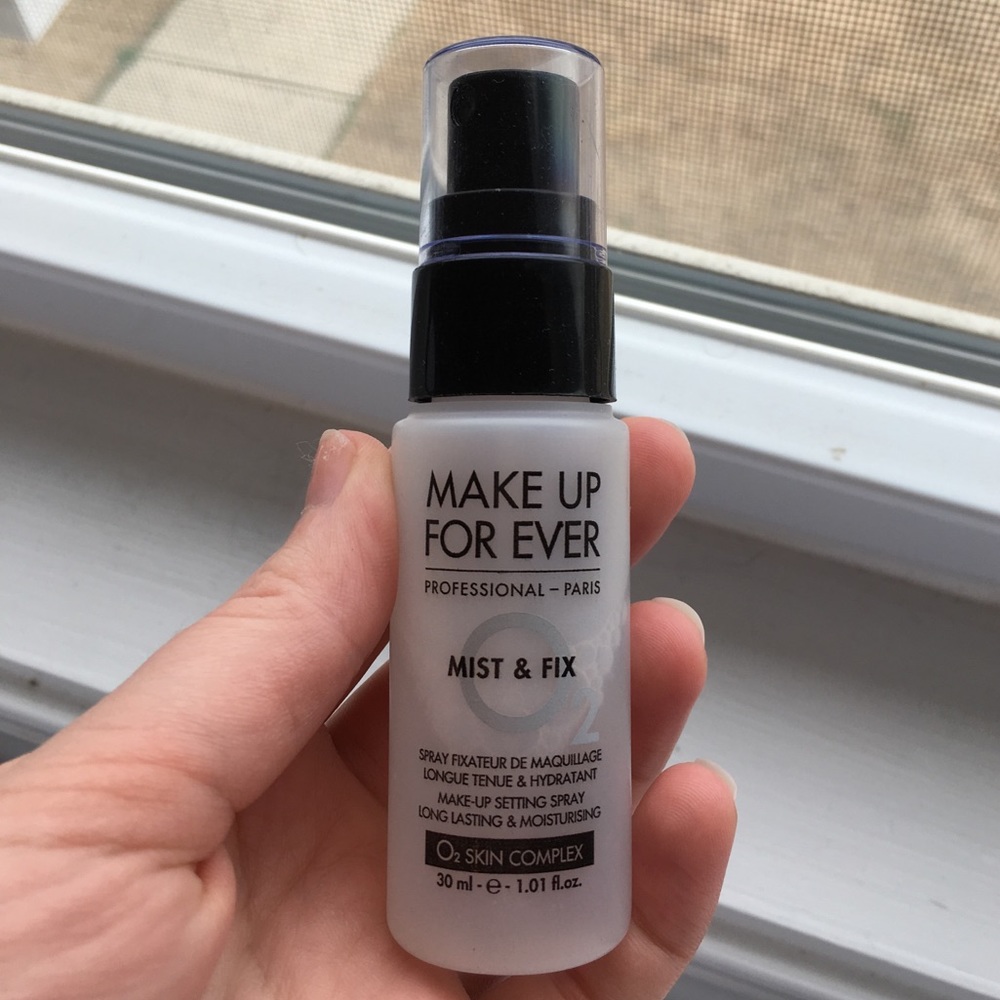 MAKE UP
FOR EVER
PROFESSIONAL – PARIS
MIST & FIX
O2
SPRAY FIXATEUR DE MAQUILLAGE
LONGUE TENUE & HYDRATANT
MAKE-UP SETTING SPRAY
LONG LASTING & MOISTURISING
O₂ SKIN COMPLEX
30 ml - ℮ - 1.01 fl.oz.